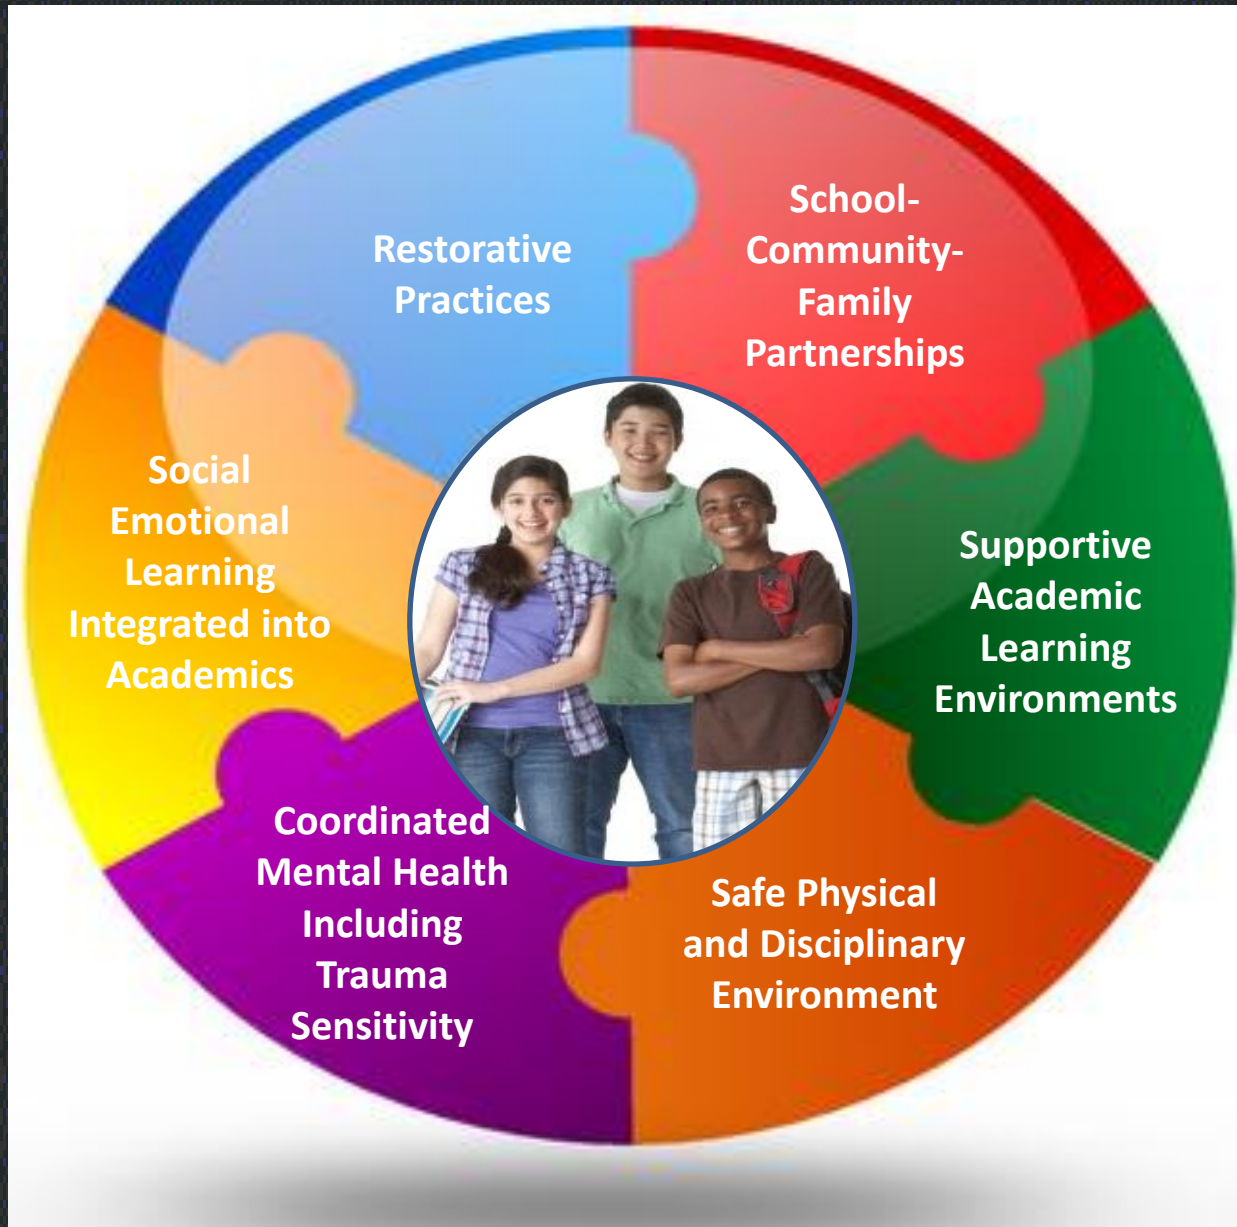 Restorative
Practices
School-
Community-
Family
Partnerships
Supportive
Academic
Learning
Environments
Safe Physical
and Disciplinary
Environment
Coordinated
Mental Health
Including
Trauma
Sensitivity
Social
Emotional
Learning
Integrated into
Academics